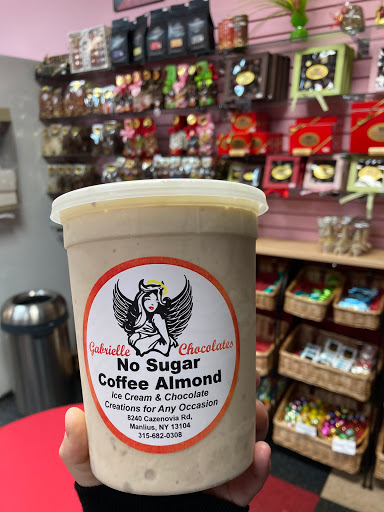 Gabrielle Chocolates
No Sugar
Coffee Almond
Ice Cream & Chocolate
Creations for Any Occasion
8240 Cazenovia Rd,
Manlius, NY 13104
315-682-0308